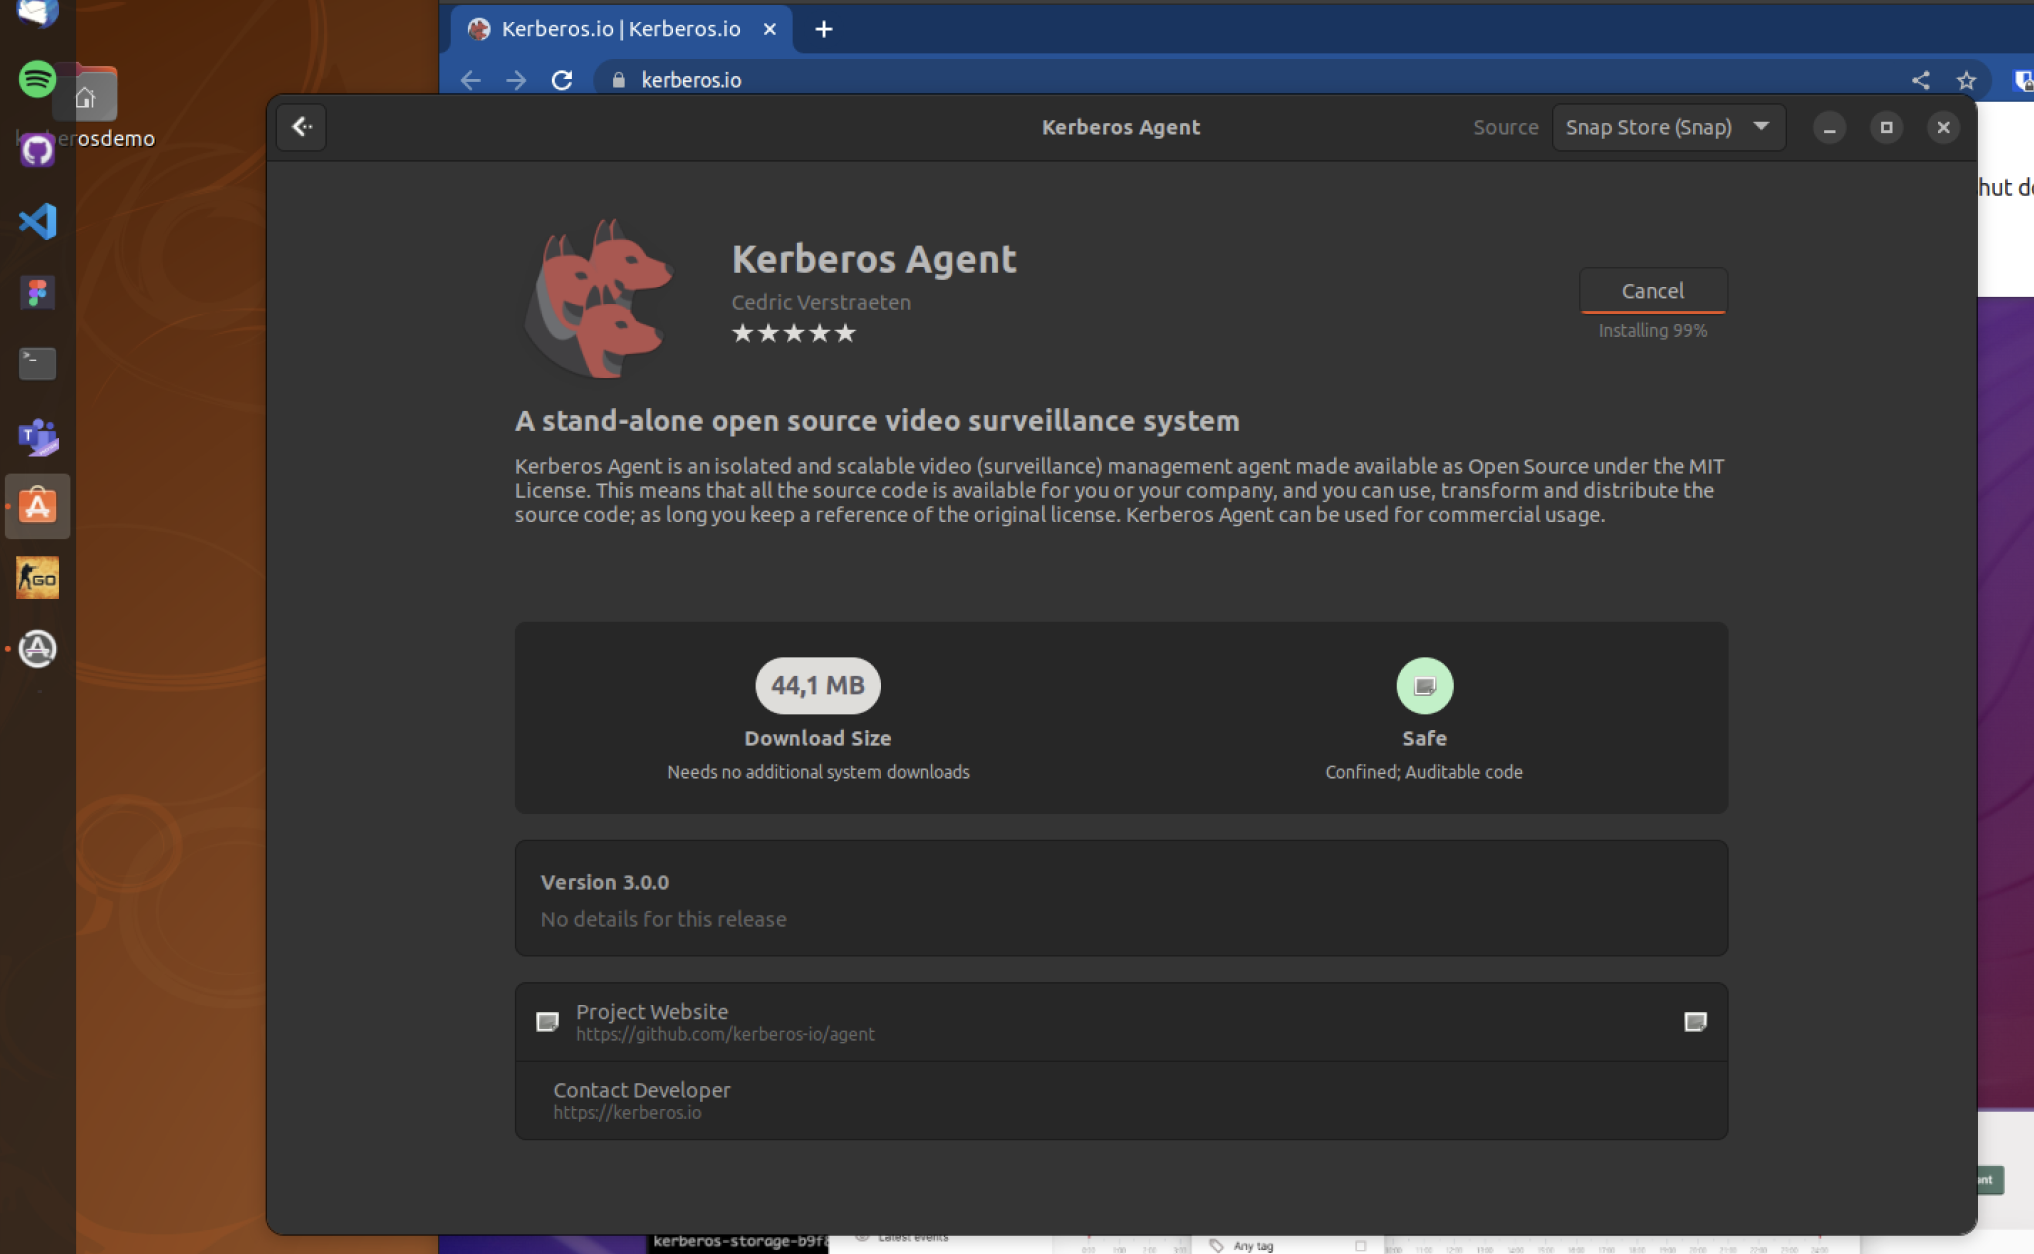 Kerberos.io | Kerberos.io
kerberos.io
erosdemo
Kerberos Agent
Source
Snap Store (Snap)
hut d
Kerberos Agent
Cedric Verstraeten
Cancel
Installing 99%
A stand-alone open source video surveillance system
Kerberos Agent is an isolated and scalable video (surveillance) management agent made available as Open Source under the MIT
License. This means that all the source code is available for you or your company, and you can use, transform and distribute the
source code; as long you keep a reference of the original license. Kerberos Agent can be used for commercial usage.
GO
44,1 MB
Download Size
Needs no additional system downloads
Safe
Confined; Auditable code
Version 3.0.0
No details for this release
Project Website
https://github.com/kerberos-io/agent
Contact Developer
https://kerberos.io
nt
kerberos-storage-b9f
Latest events
Any tag